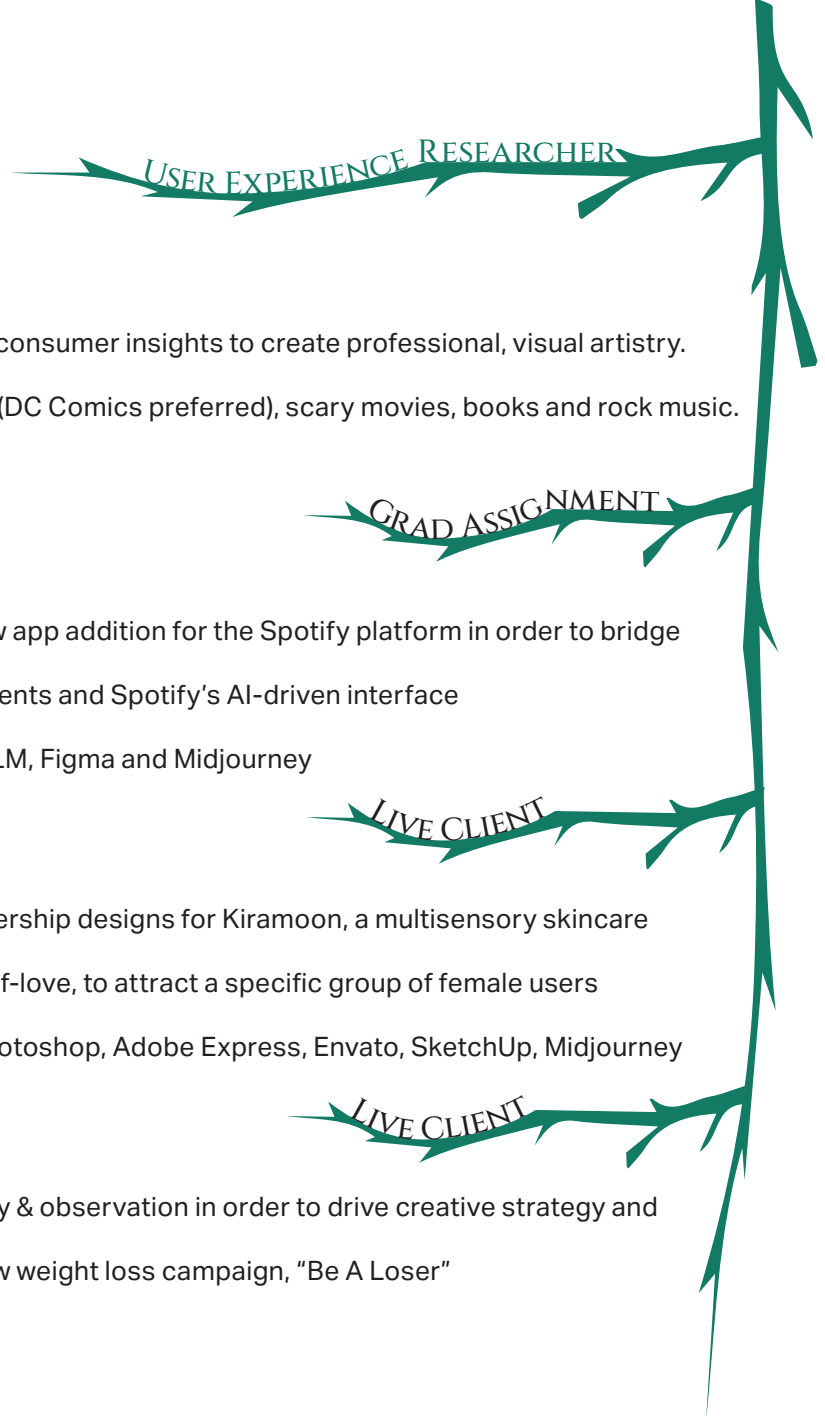 User Experience Researcher
consumer insights to create professional, visual artistry.
(DC Comics preferred), scary movies, books and rock music.
Grad Assignment
app addition for the Spotify platform in order to bridge
ents and Spotify’s AI-driven interface
LM, Figma and Midjourney
Live Client
ership designs for Kiramoon, a multisensory skincare
f-love, to attract a specific group of female users
otoshop, Adobe Express, Envato, SketchUp, Midjourney
Live Client
y & observation in order to drive creative strategy and
w weight loss campaign, “Be A Loser”